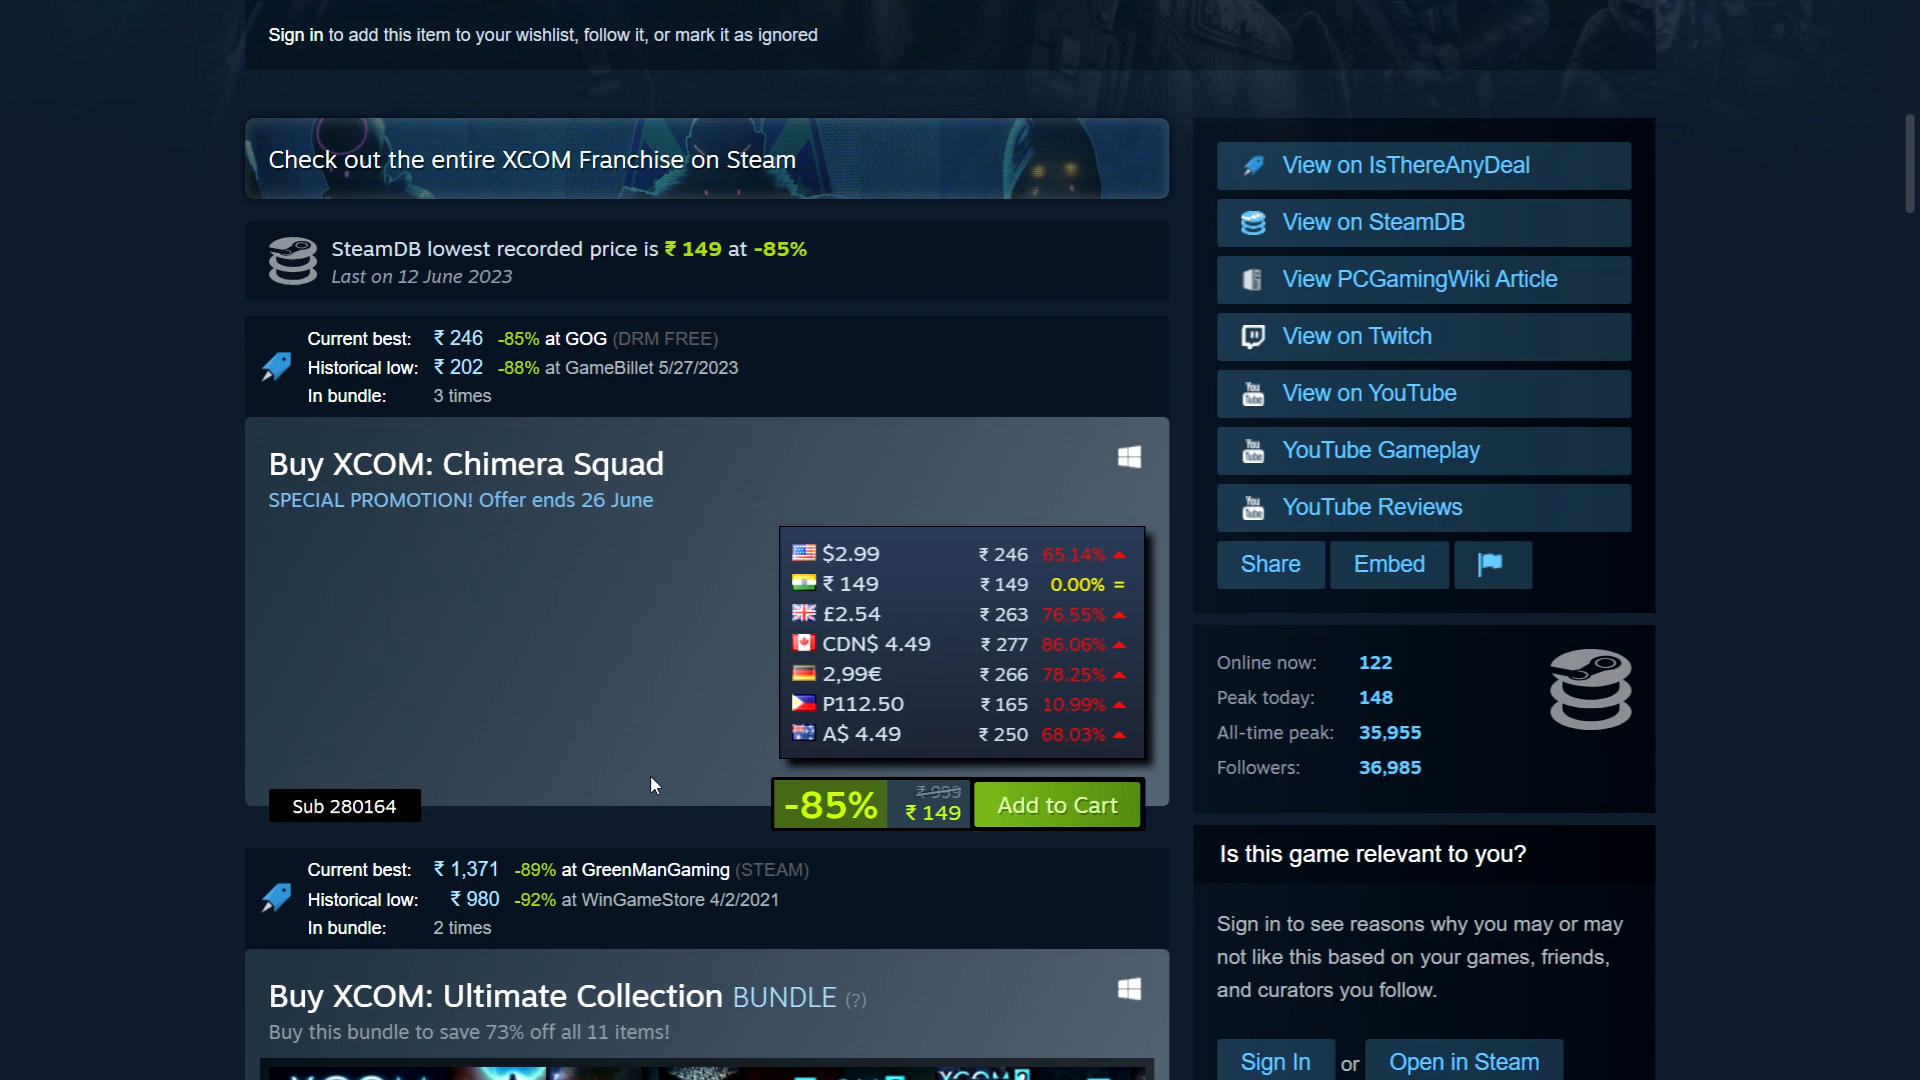 Sign in to add this item to your wishlist, follow it, or mark it as ignored
Check out the entire XCOM Franchise on Steam
SteamDB lowest recorded price is ₹ 149 at -85%
Last on 12 June 2023
Current best: ₹ 246 -85% at GOG (DRM FREE)
Historical low: ₹ 202 -88% at GameBillet 5/27/2023
In bundle: 3 times
Buy XCOM: Chimera Squad
SPECIAL PROMOTION! Offer ends 26 June
$2.99 ₹ 246 65.14%
₹ 149 ₹ 149 0.00% =
£2.54 ₹ 263 76.55%
CDN$ 4.49 ₹ 277 86.06%
2,99€ ₹ 266 78.25%
P112.50 ₹ 165 10.99%
A$ 4.49 ₹ 250 68.03%
Sub 280164
-85%
₹ 999
₹ 149
Add to Cart
Current best: ₹ 1,371 -89% at GreenManGaming (STEAM)
Historical low: ₹ 980 -92% at WinGameStore 4/2/2021
In bundle: 2 times
Buy XCOM: Ultimate Collection BUNDLE (?)
Buy this bundle to save 73% off all 11 items!
View on IsThereAnyDeal
View on SteamDB
View PCGamingWiki Article
View on Twitch
You Tube View on YouTube
You Tube YouTube Gameplay
You Tube YouTube Reviews
Share
Embed
Online now: 122
Peak today: 148
All-time peak: 35,955
Followers: 36,985
Is this game relevant to you?
Sign in to see reasons why you may or may
not like this based on your games, friends,
and curators you follow.
Sign In or Open in Steam